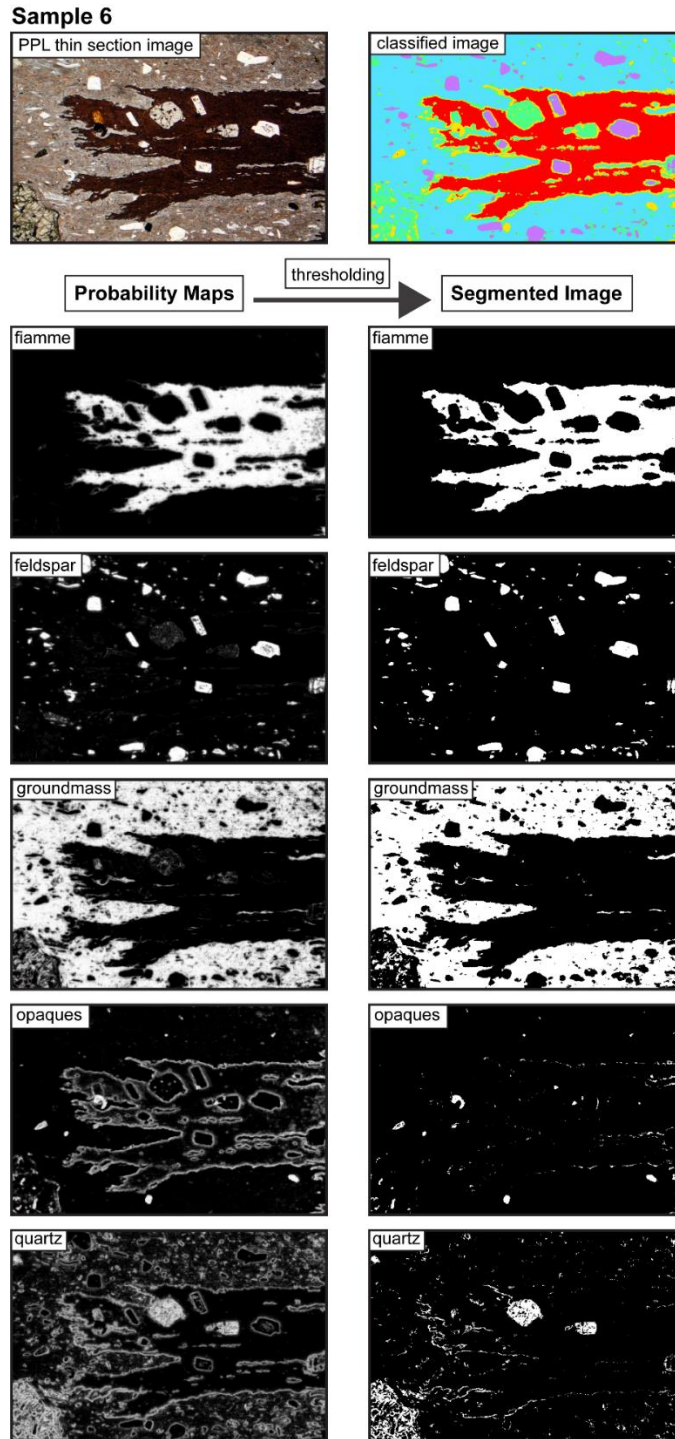 Sample 6
PPL thin section image
classified image
Probability Maps
thresholding
Segmented Image
fiamme
fiamme
feldspar
feldspar
groundmass
groundmass
opaques
opaques
quartz
quartz